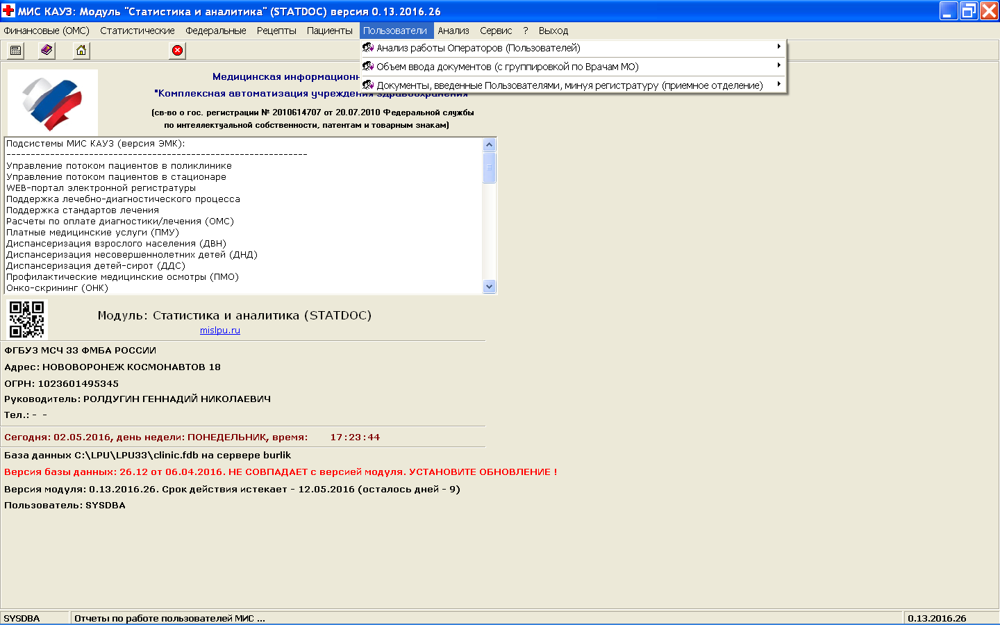 МИС КАУЗ: Модуль "Статистика и аналитика" (STATDOC) версия 0.13.2016.26
Финансовые (ОМС) Статистические Федеральные Рецепты Пациенты Пользователи Анализ Сервис ? Выход
Анализ работы Операторов (Пользователей)
Объем ввода документов (с группировкой по Врачам МО)
Документы, введенные Пользователями, минуя регистратуру (приемное отделение)
Медицинская информацион
"Комплексная автоматизация учреждения здравоохранения"
(св-во о гос. регистрации № 2010614707 от 20.07.2010 Федеральной службы
по интеллектуальной собственности, патентам и товарным знакам)
Подсистемы МИС КАУЗ (версия ЭМК):
--------------------------------------------------------------
Управление потоком пациентов в поликлинике
Управление потоком пациентов в стационаре
WEB-портал электронной регистратуры
Поддержка лечебно-диагностического процесса
Поддержка стандартов лечения
Расчеты по оплате диагностики/лечения (ОМС)
Платные медицинские услуги (ПМУ)
Диспансеризация взрослого населения (ДВН)
Диспансеризация несовершеннолетних детей (ДНД)
Диспансеризация детей-сирот (ДДС)
Профилактические медицинские осмотры (ПМО)
Онко-скрининг (ОНК)
Модуль: Статистика и аналитика (STATDOC)
mislpu.ru
ФГБУЗ МСЧ 33 ФМБА РОССИИ
Адрес: НОВОВОРОНЕЖ КОСМОНАВТОВ 18
ОГРН: 1023601495345
Руководитель: РОЛДУГИН ГЕННАДИЙ НИКОЛАЕВИЧ
Тел.: - -
Сегодня: 02.05.2016, день недели: ПОНЕДЕЛЬНИК, время: 17:23:44
База данных C:\LPU\LPU33\clinic.fdb на сервере burlik
Версия базы данных: 26.12 от 06.04.2016. НЕ СОВПАДАЕТ с версией модуля. УСТАНОВИТЕ ОБНОВЛЕНИЕ !
Версия модуля: 0.13.2016.26. Срок действия истекает - 12.05.2016 (осталось дней - 9)
Пользователь: SYSDBA
SYSDBA Отчеты по работе пользователей МИС ... 0.13.2016.26